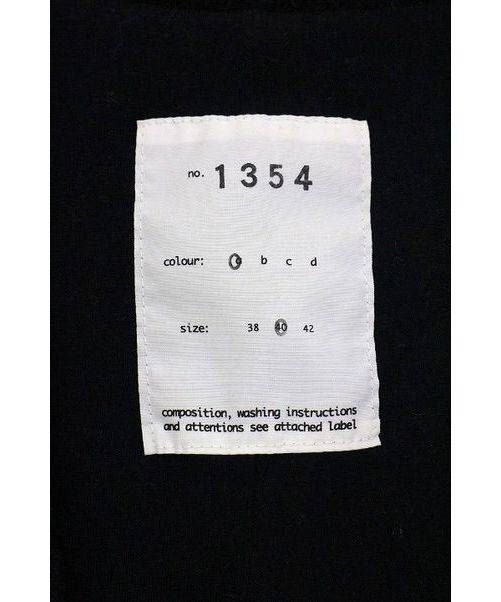 no. 1354
colour: a b c d
size: 38 40 42
composition, washing instructions
and attentions see attached label